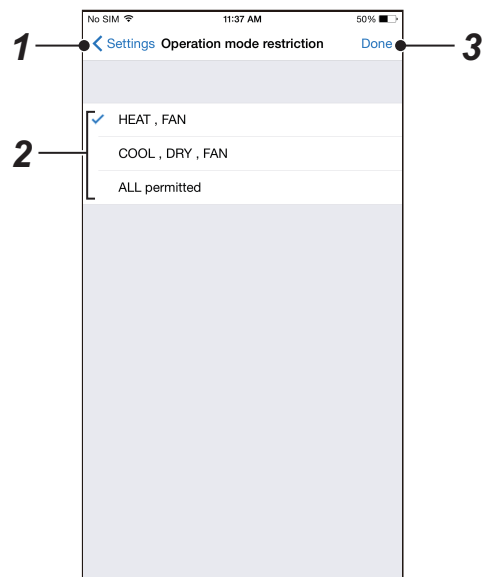 No SIM 11:37 AM 50%
1 Settings Operation mode restriction Done 3
HEAT , FAN
2 COOL , DRY , FAN
ALL permitted